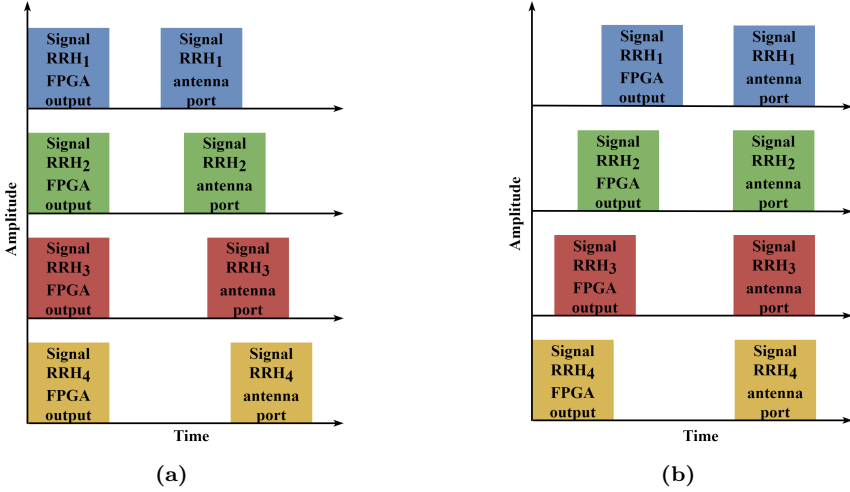 Amplitude
Signal
RRH1
FPGA
output
Signal
RRH1
antenna
port
Signal
RRH2
FPGA
output
Signal
RRH2
antenna
port
Signal
RRH3
FPGA
output
Signal
RRH3
antenna
port
Signal
RRH4
FPGA
output
Signal
RRH4
antenna
port
Time
(a)
Amplitude
Signal
RRH1
FPGA
output
Signal
RRH1
antenna
port
Signal
RRH2
FPGA
output
Signal
RRH2
antenna
port
Signal
RRH3
FPGA
output
Signal
RRH3
antenna
port
Signal
RRH4
FPGA
output
Signal
RRH4
antenna
port
Time
(b)